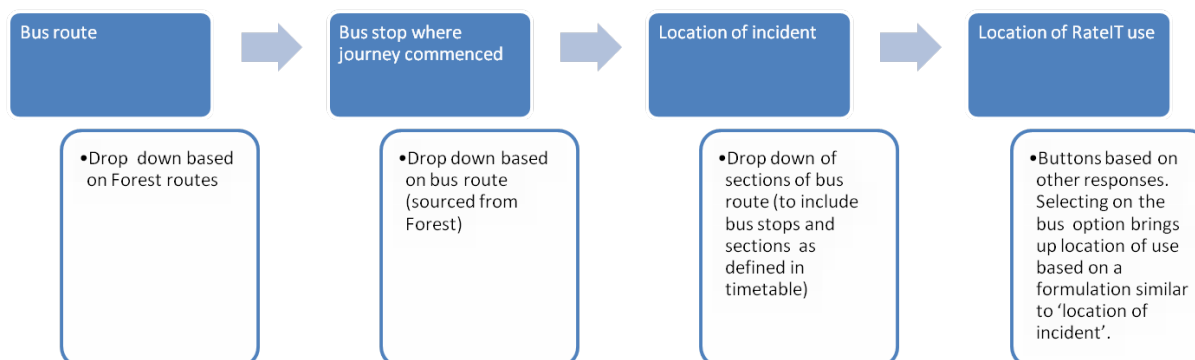 Bus route
Bus stop where
journey commenced
Location of incident
Location of RateIT use
•Drop down based
on Forest routes
•Drop down based
on bus route
(sourced from
Forest)
•Drop down of
sections of bus
route (to include
bus stops and
sections as
defined in
timetable)
•Buttons based on
other responses.
Selecting on the
bus option brings
up location of use
based on a
formulation similar
to ‘location of
incident’.